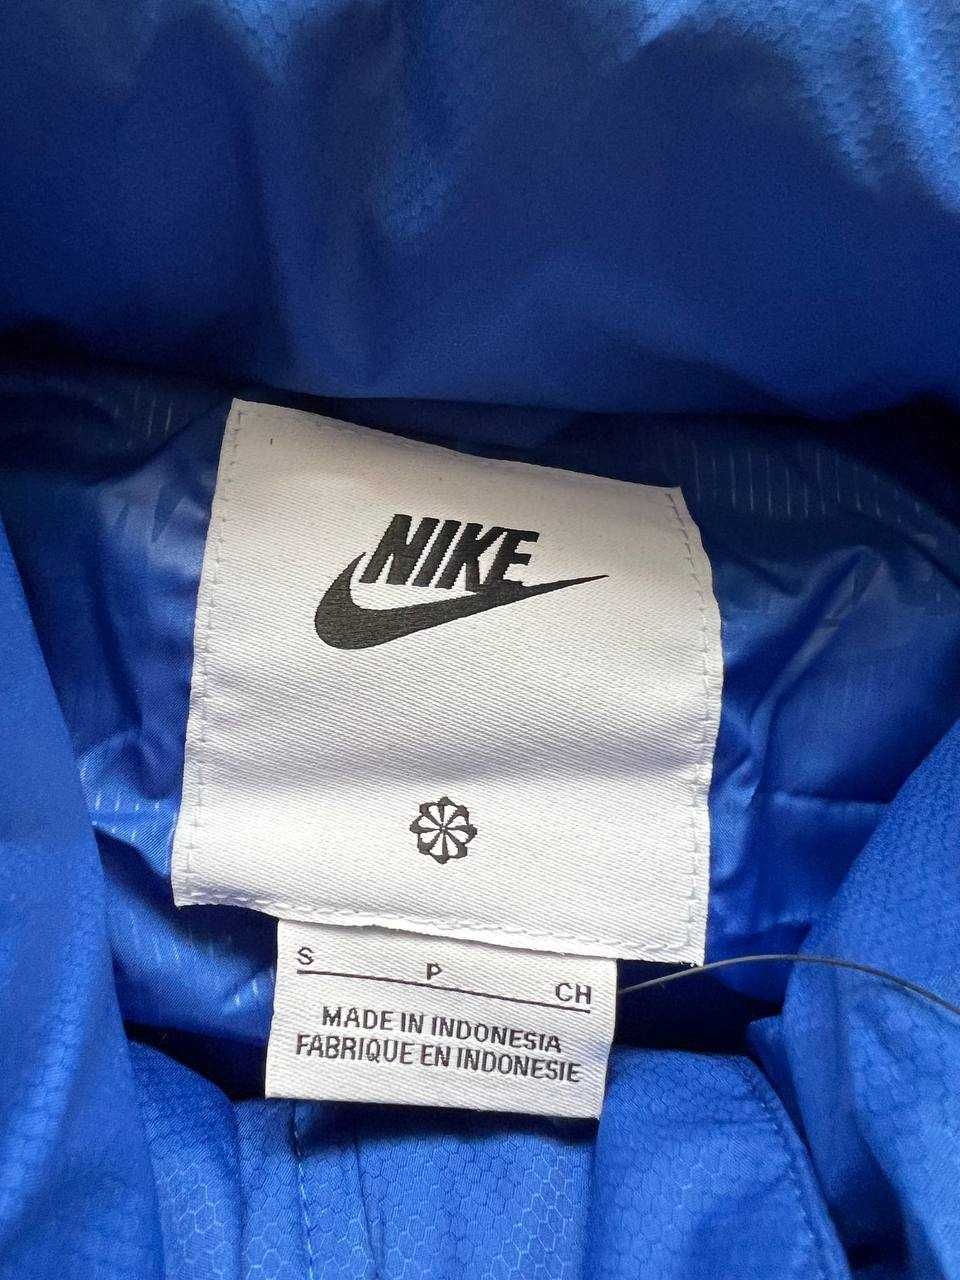 NIKE
S P CH
MADE IN INDONESIA
FABRIQUE EN INDONESIE